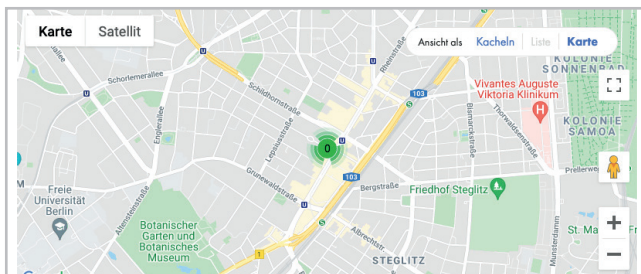 Karte Satellit
Ansicht als Kacheln Liste Karte
KOLONIE
SONNENBAD
Rheinstraße
Schorlemerallee
Schildhornstraße
Englerallee
Lepsiusstraße
103
Vivantes Auguste
Viktoria Klinikum
H
Bismarckstraße
Thorwaldsenstraße
KOLONIE
SAMOA
0
Prellerweg
Grunewaldstraße
103
Bergstraße
Friedhof Steglitz
Freie
Universität
Berlin
Altensteinstraße
Botanischer
Garten und
Botanisches
Museum
Albrechtstr.
1
STEGLITZ
Munsterdamm
St. Ma
+
−